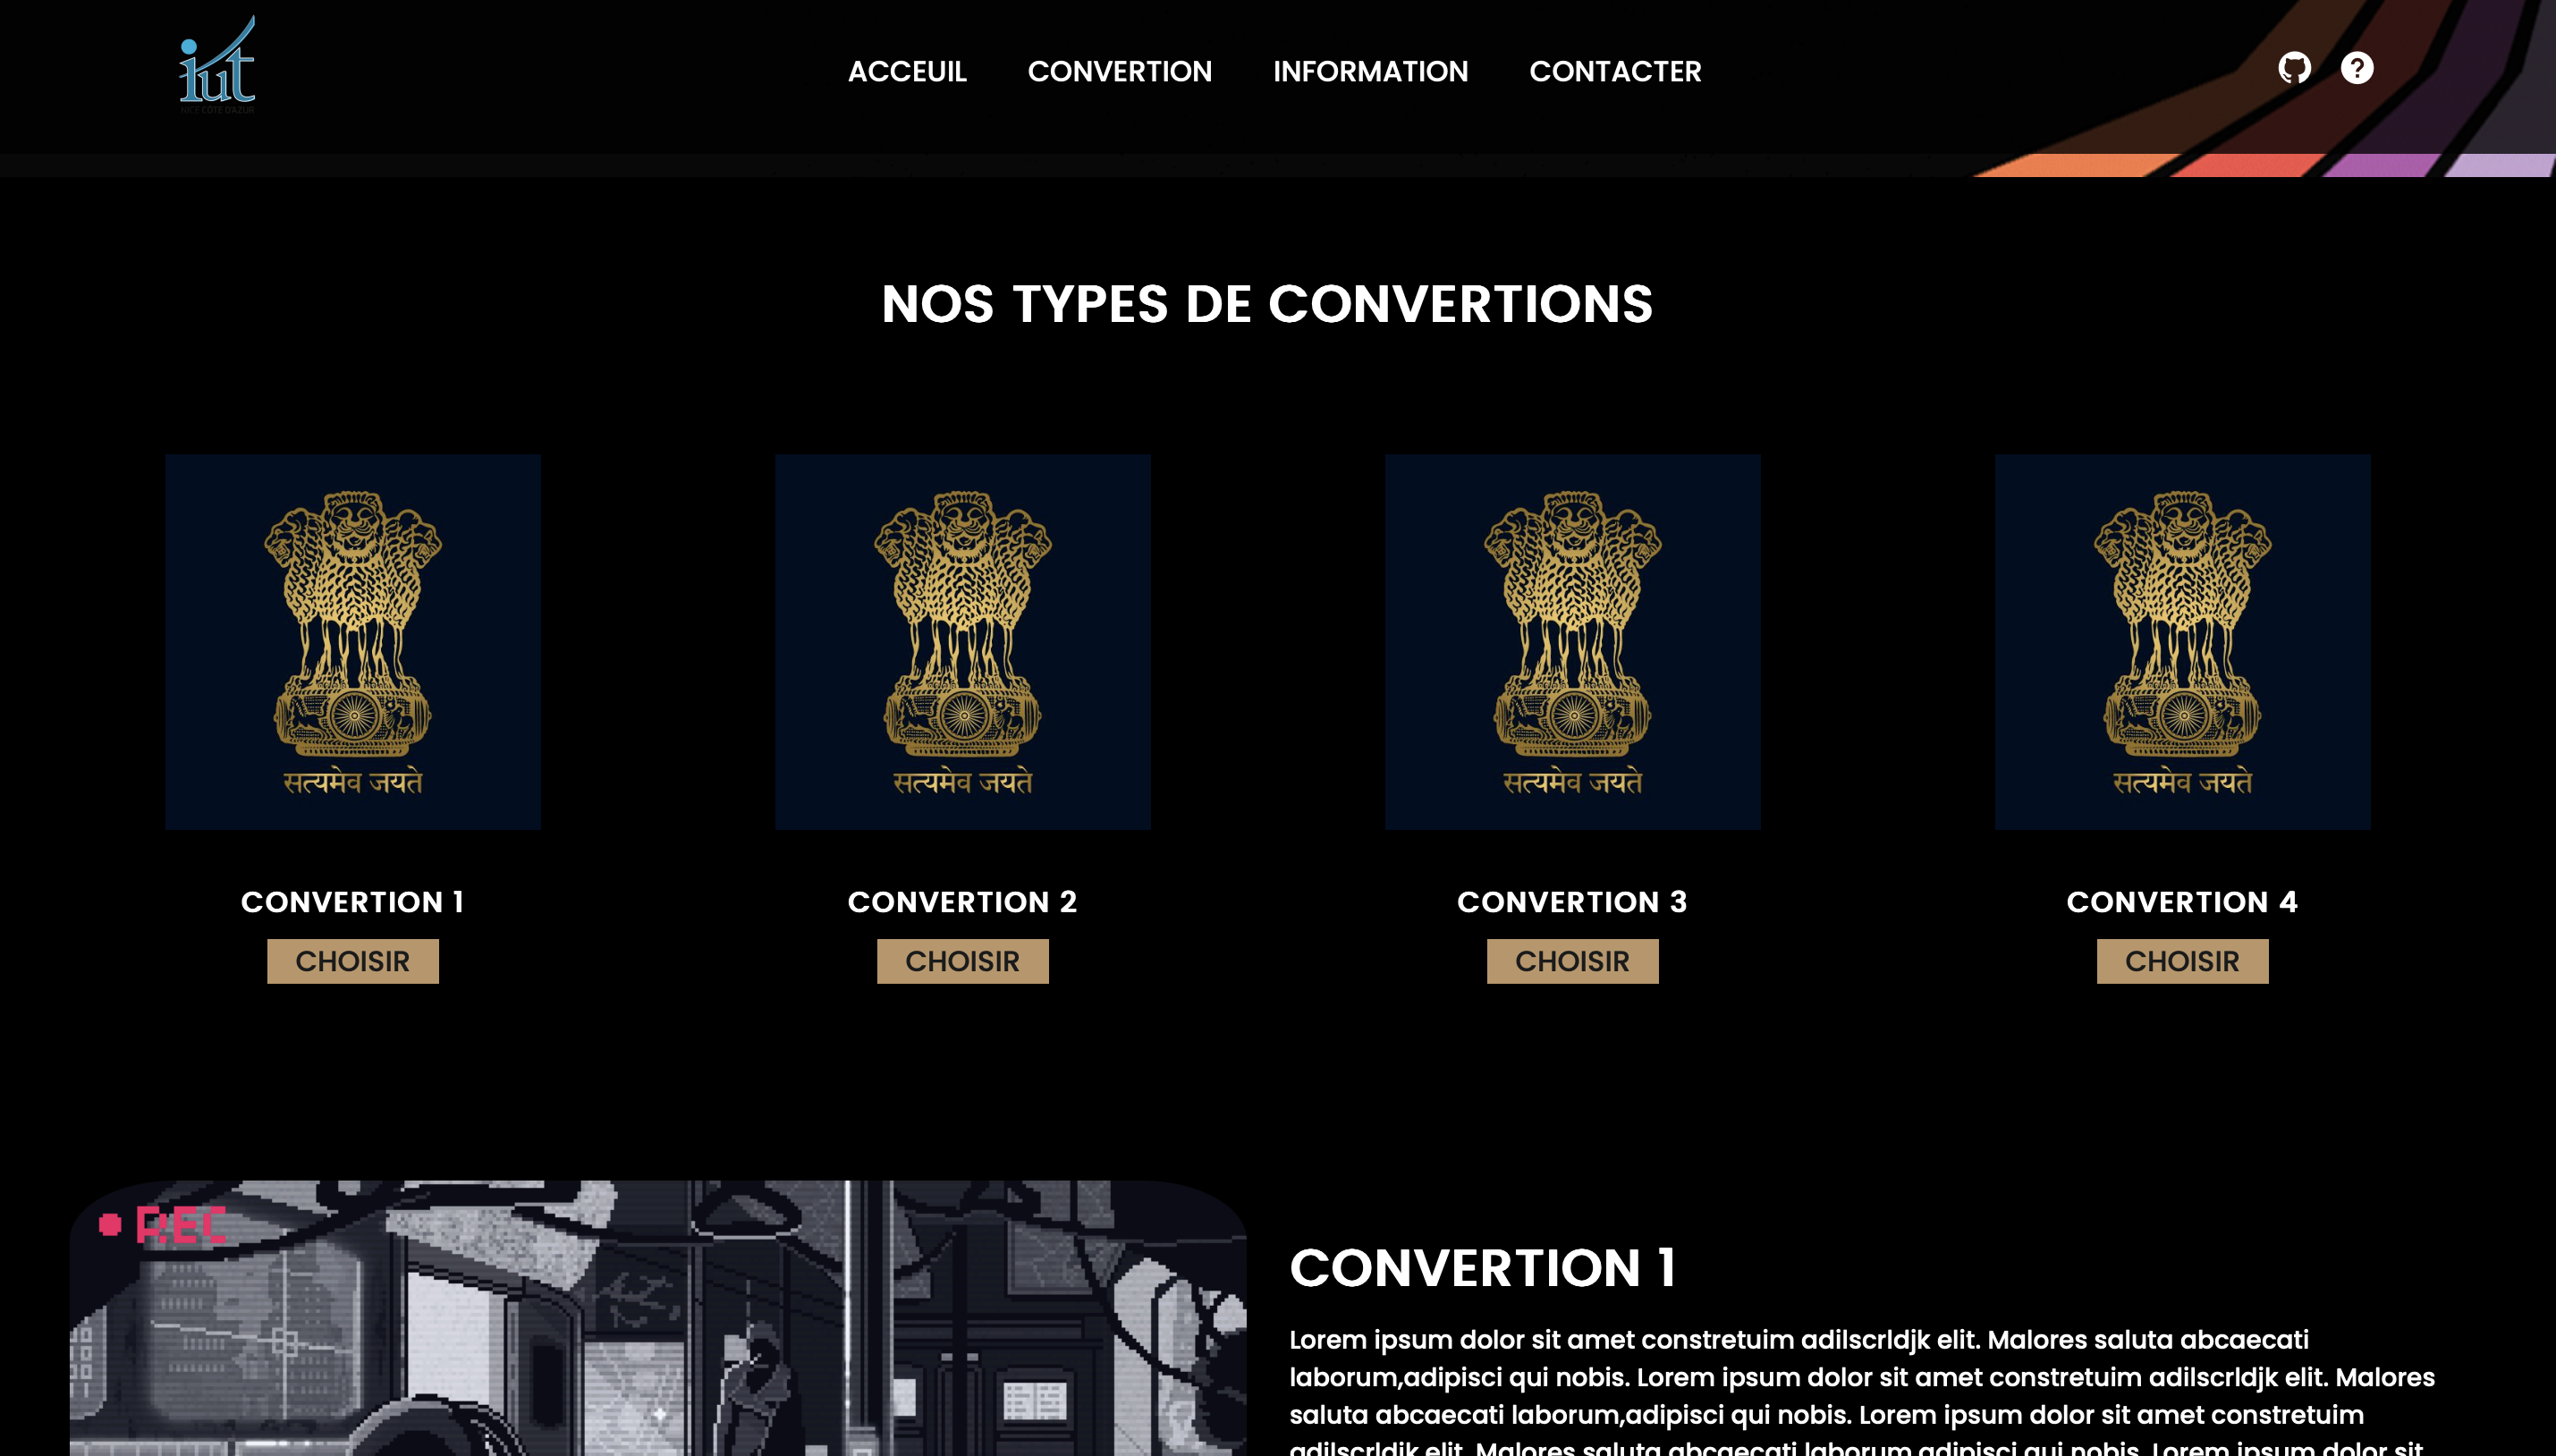 iut
NICE CÔTE D'AZUR
ACCEUIL
CONVERTION
INFORMATION
CONTACTER
?
NOS TYPES DE CONVERTIONS
सत्यमेव जयते
सत्यमेव जयते
सत्यमेव जयते
सत्यमेव जयते
CONVERTION 1
CONVERTION 2
CONVERTION 3
CONVERTION 4
CHOISIR
CHOISIR
CHOISIR
CHOISIR
REC
CONVERTION 1
Lorem ipsum dolor sit amet constretuim adilscrldjk elit. Malores saluta abcaecati
laborum,adipisci qui nobis. Lorem ipsum dolor sit amet constretuim adilscrldjk elit. Malores
saluta abcaecati laborum,adipisci qui nobis. Lorem ipsum dolor sit amet constretuim
adilscrldjk elit. Malores saluta abcaecati laborum,adipisci qui nobis. Lorem ipsum dolor sit